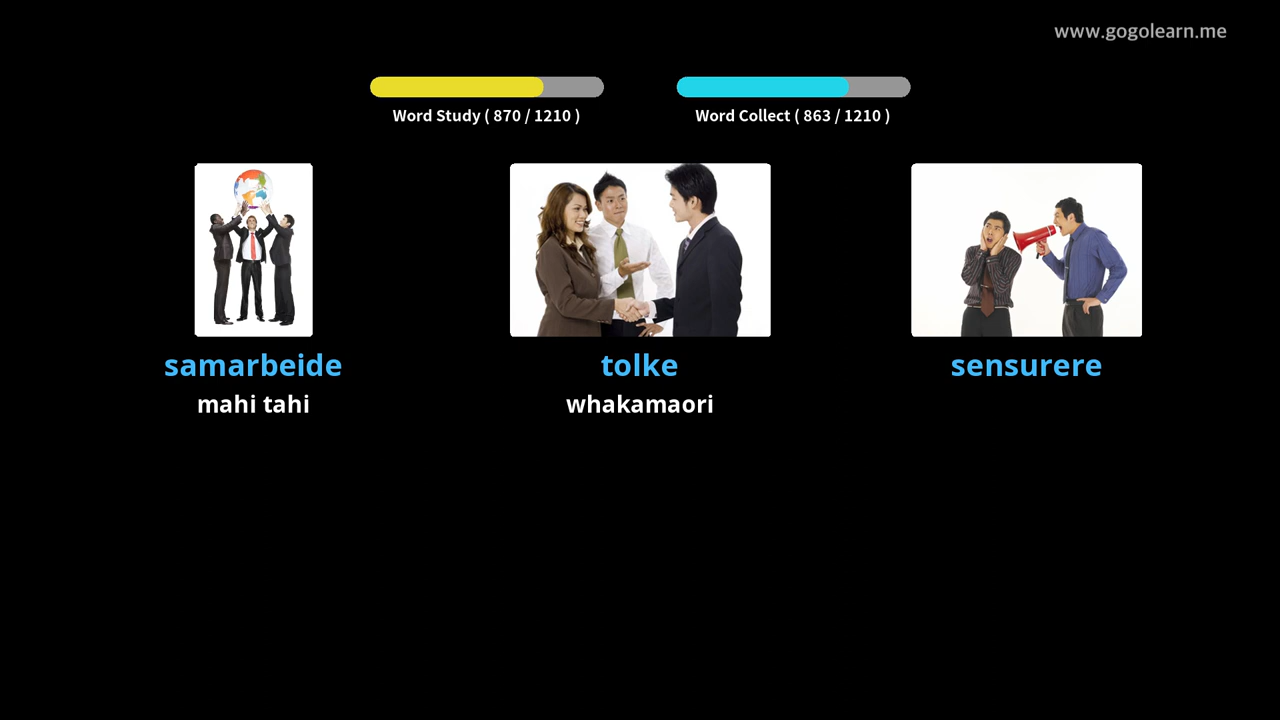 www.gogolearn.me
Word Study ( 870 / 1210 )
Word Collect ( 863 / 1210 )
samarbeide
tolke
sensurere
mahi tahi
whakamaori